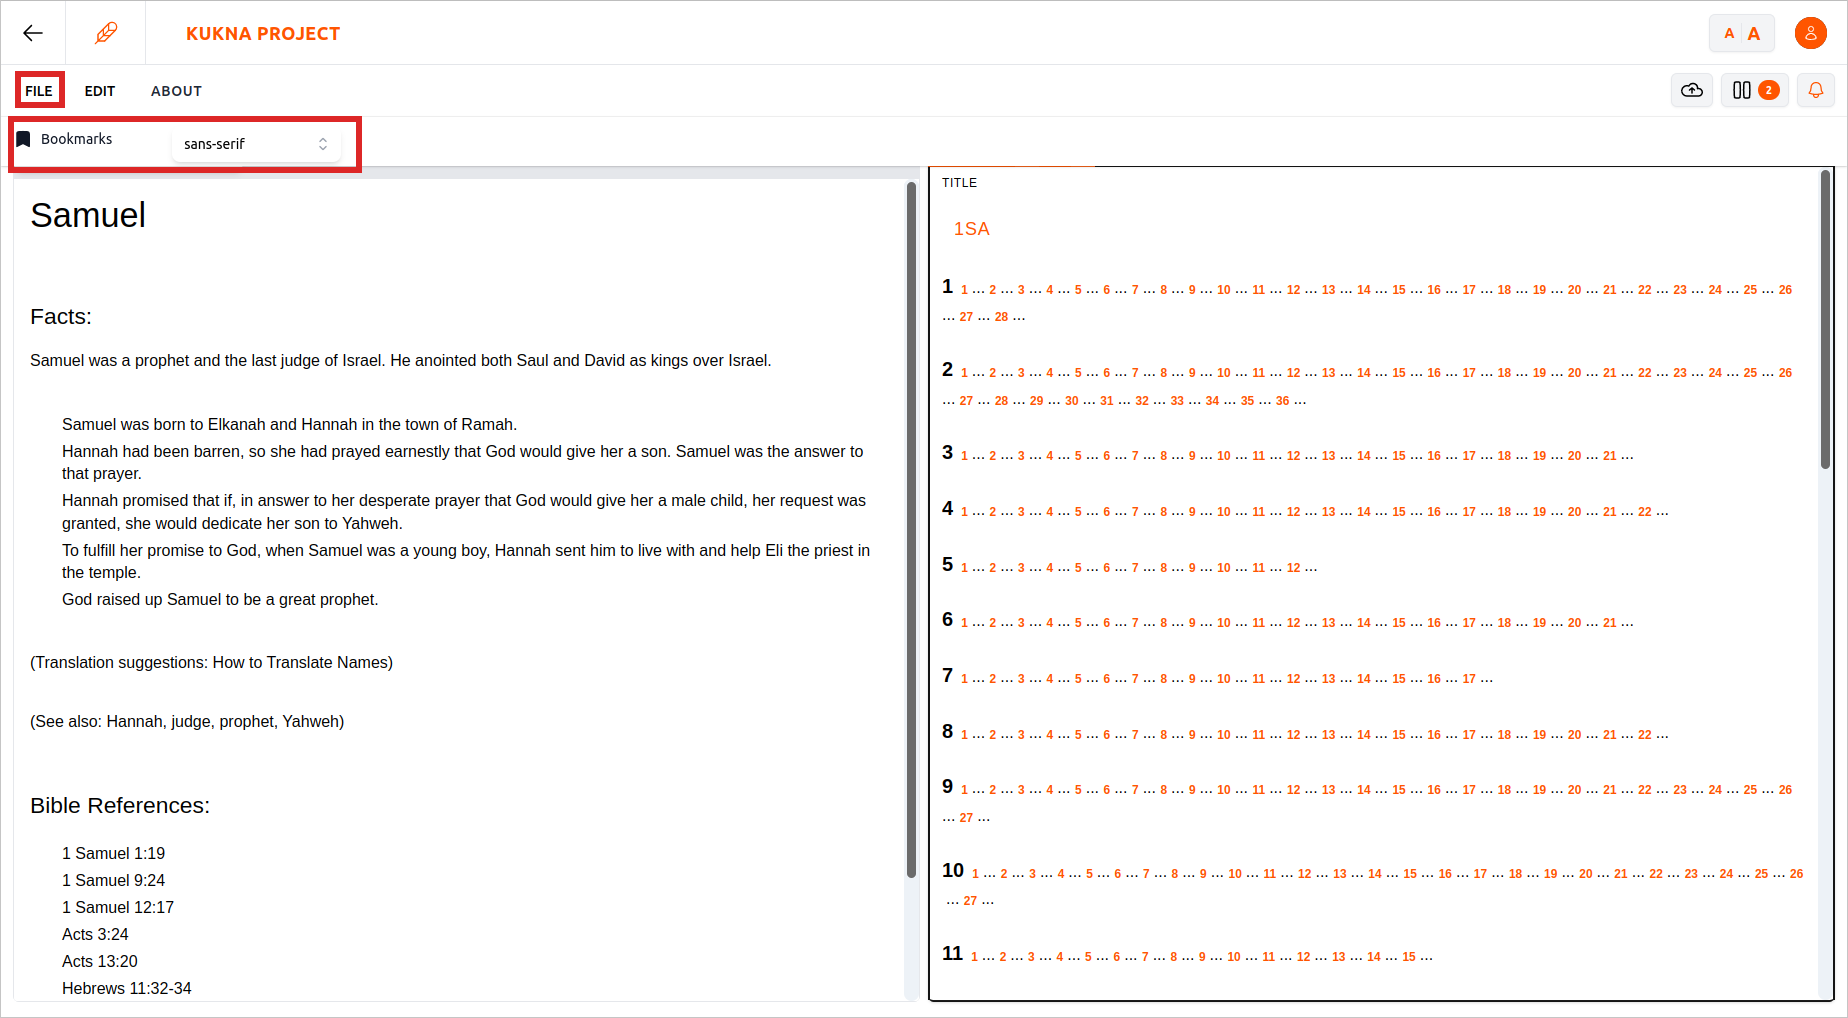 KUKNA PROJECT
A A
FILE EDIT ABOUT
2
Bookmarks
sans-serif
Samuel
Facts:
Samuel was a prophet and the last judge of Israel. He anointed both Saul and David as kings over Israel.
Samuel was born to Elkanah and Hannah in the town of Ramah.
Hannah had been barren, so she had prayed earnestly that God would give her a son. Samuel was the answer to
that prayer.
Hannah promised that if, in answer to her desperate prayer that God would give her a male child, her request was
granted, she would dedicate her son to Yahweh.
To fulfill her promise to God, when Samuel was a young boy, Hannah sent him to live with and help Eli the priest in
the temple.
God raised up Samuel to be a great prophet.
(Translation suggestions: How to Translate Names)
(See also: Hannah, judge, prophet, Yahweh)
Bible References:
1 Samuel 1:19
1 Samuel 9:24
1 Samuel 12:17
Acts 3:24
Acts 13:20
Hebrews 11:32-34
TITLE
1SA
1 1 ... 2 ... 3 ... 4 ... 5 ... 6 ... 7 ... 8 ... 9 ... 10 ... 11 ... 12 ... 13 ... 14 ... 15 ... 16 ... 17 ... 18 ... 19 ... 20 ... 21 ... 22 ... 23 ... 24 ... 25 ... 26
... 27 ... 28 ...
2 1 ... 2 ... 3 ... 4 ... 5 ... 6 ... 7 ... 8 ... 9 ... 10 ... 11 ... 12 ... 13 ... 14 ... 15 ... 16 ... 17 ... 18 ... 19 ... 20 ... 21 ... 22 ... 23 ... 24 ... 25 ... 26
... 27 ... 28 ... 29 ... 30 ... 31 ... 32 ... 33 ... 34 ... 35 ... 36 ...
3 1 ... 2 ... 3 ... 4 ... 5 ... 6 ... 7 ... 8 ... 9 ... 10 ... 11 ... 12 ... 13 ... 14 ... 15 ... 16 ... 17 ... 18 ... 19 ... 20 ... 21 ...
4 1 ... 2 ... 3 ... 4 ... 5 ... 6 ... 7 ... 8 ... 9 ... 10 ... 11 ... 12 ... 13 ... 14 ... 15 ... 16 ... 17 ... 18 ... 19 ... 20 ... 21 ... 22 ...
5 1 ... 2 ... 3 ... 4 ... 5 ... 6 ... 7 ... 8 ... 9 ... 10 ... 11 ... 12 ...
6 1 ... 2 ... 3 ... 4 ... 5 ... 6 ... 7 ... 8 ... 9 ... 10 ... 11 ... 12 ... 13 ... 14 ... 15 ... 16 ... 17 ... 18 ... 19 ... 20 ... 21 ...
7 1 ... 2 ... 3 ... 4 ... 5 ... 6 ... 7 ... 8 ... 9 ... 10 ... 11 ... 12 ... 13 ... 14 ... 15 ... 16 ... 17 ...
8 1 ... 2 ... 3 ... 4 ... 5 ... 6 ... 7 ... 8 ... 9 ... 10 ... 11 ... 12 ... 13 ... 14 ... 15 ... 16 ... 17 ... 18 ... 19 ... 20 ... 21 ... 22 ...
9 1 ... 2 ... 3 ... 4 ... 5 ... 6 ... 7 ... 8 ... 9 ... 10 ... 11 ... 12 ... 13 ... 14 ... 15 ... 16 ... 17 ... 18 ... 19 ... 20 ... 21 ... 22 ... 23 ... 24 ... 25 ... 26
... 27 ...
10 1 ... 2 ... 3 ... 4 ... 5 ... 6 ... 7 ... 8 ... 9 ... 10 ... 11 ... 12 ... 13 ... 14 ... 15 ... 16 ... 17 ... 18 ... 19 ... 20 ... 21 ... 22 ... 23 ... 24 ... 25 ... 26
... 27 ...
11 1 ... 2 ... 3 ... 4 ... 5 ... 6 ... 7 ... 8 ... 9 ... 10 ... 11 ... 12 ... 13 ... 14 ... 15 ...